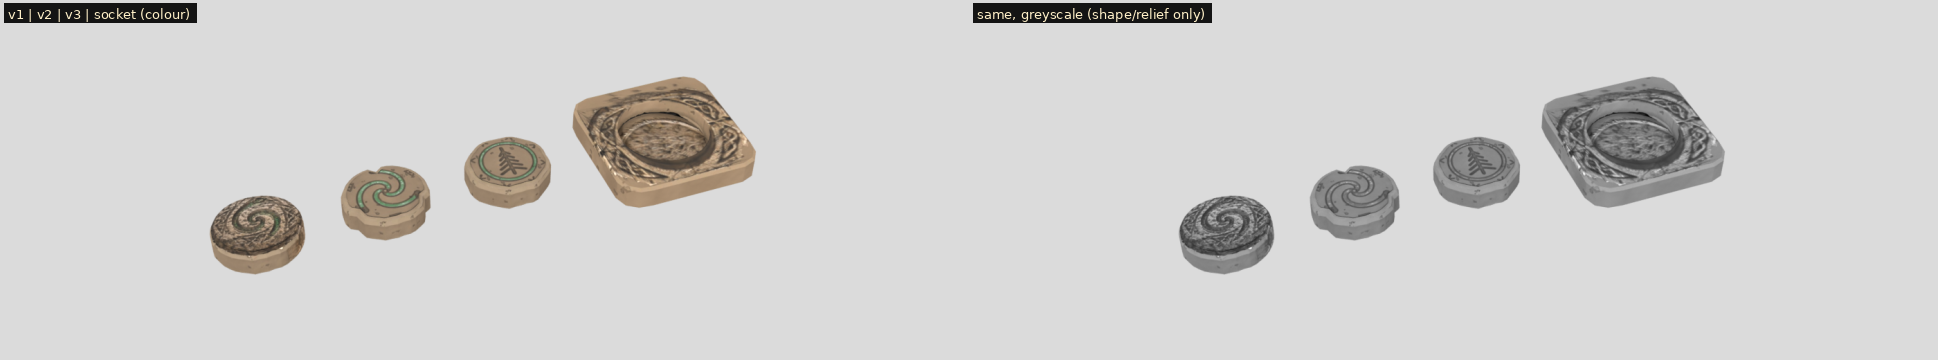 v1 | v2 | v3 | socket (colour)
same, greyscale (shape/relief only)